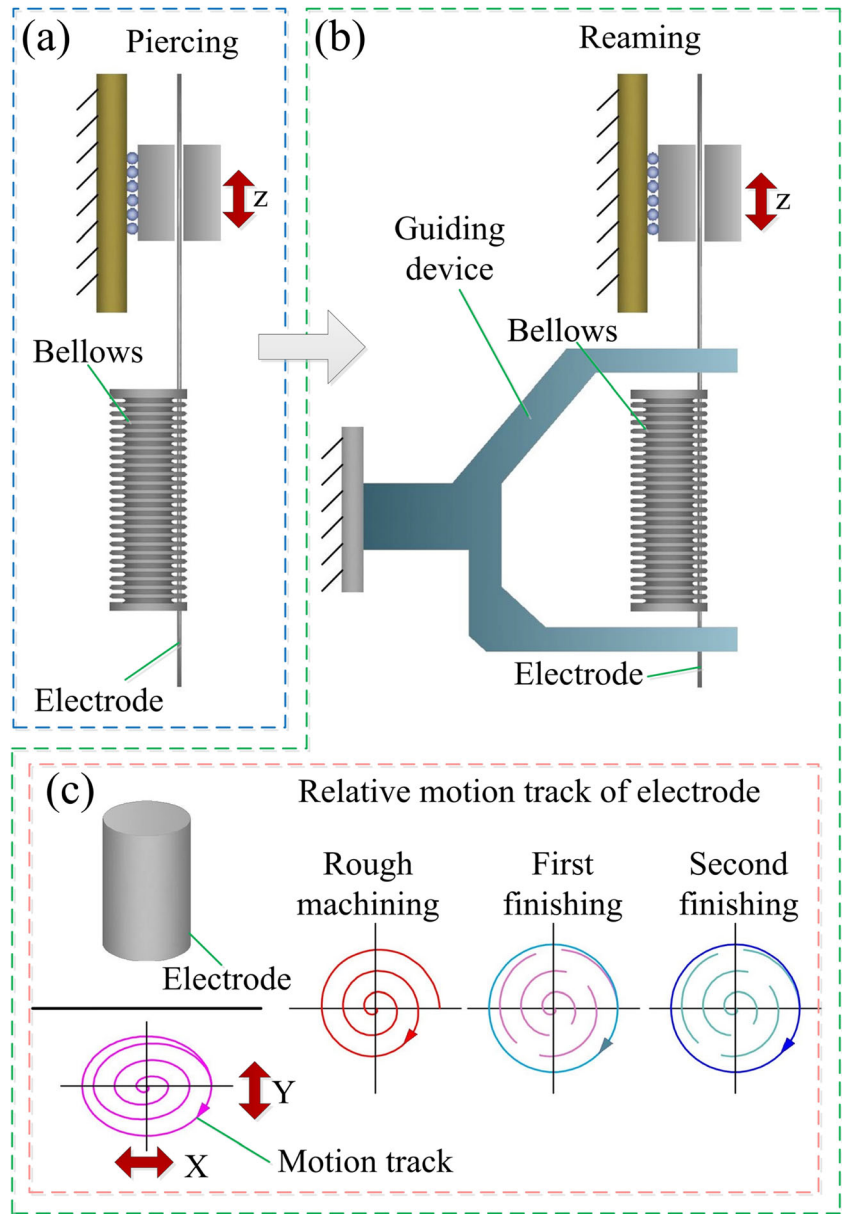 (a)
Piercing
z
Bellows
Electrode
(b)
Reaming
z
Guiding
device
Bellows
Electrode
(c)
Relative motion track of electrode
Electrode
Rough
machining
First
finishing
Second
finishing
Y
X
Motion track